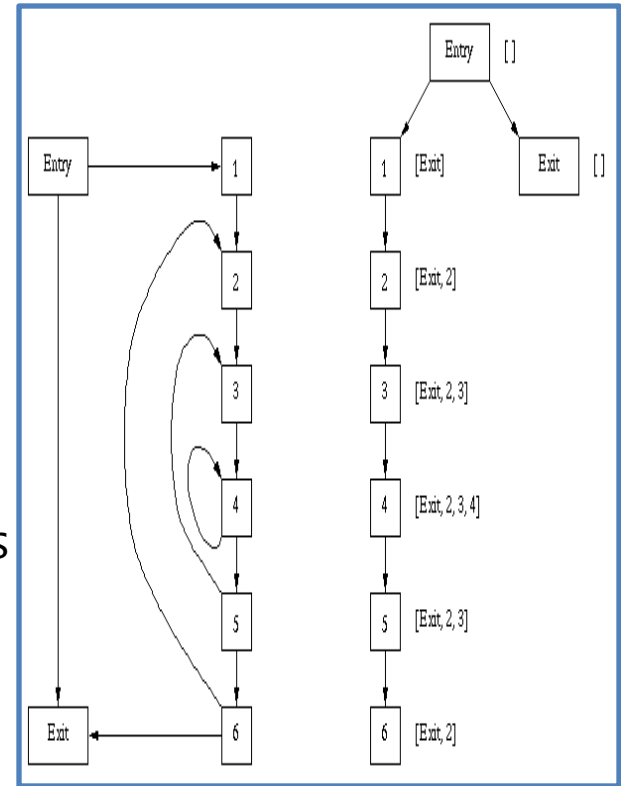 Entry [ ]
Entry 1 1 [Exit] Exit [ ]
2 2 [Exit, 2]
3 3 [Exit, 2, 3]
4 4 [Exit, 2, 3, 4]
s
5 5 [Exit, 2, 3]
Exit 6 6 [Exit, 2]